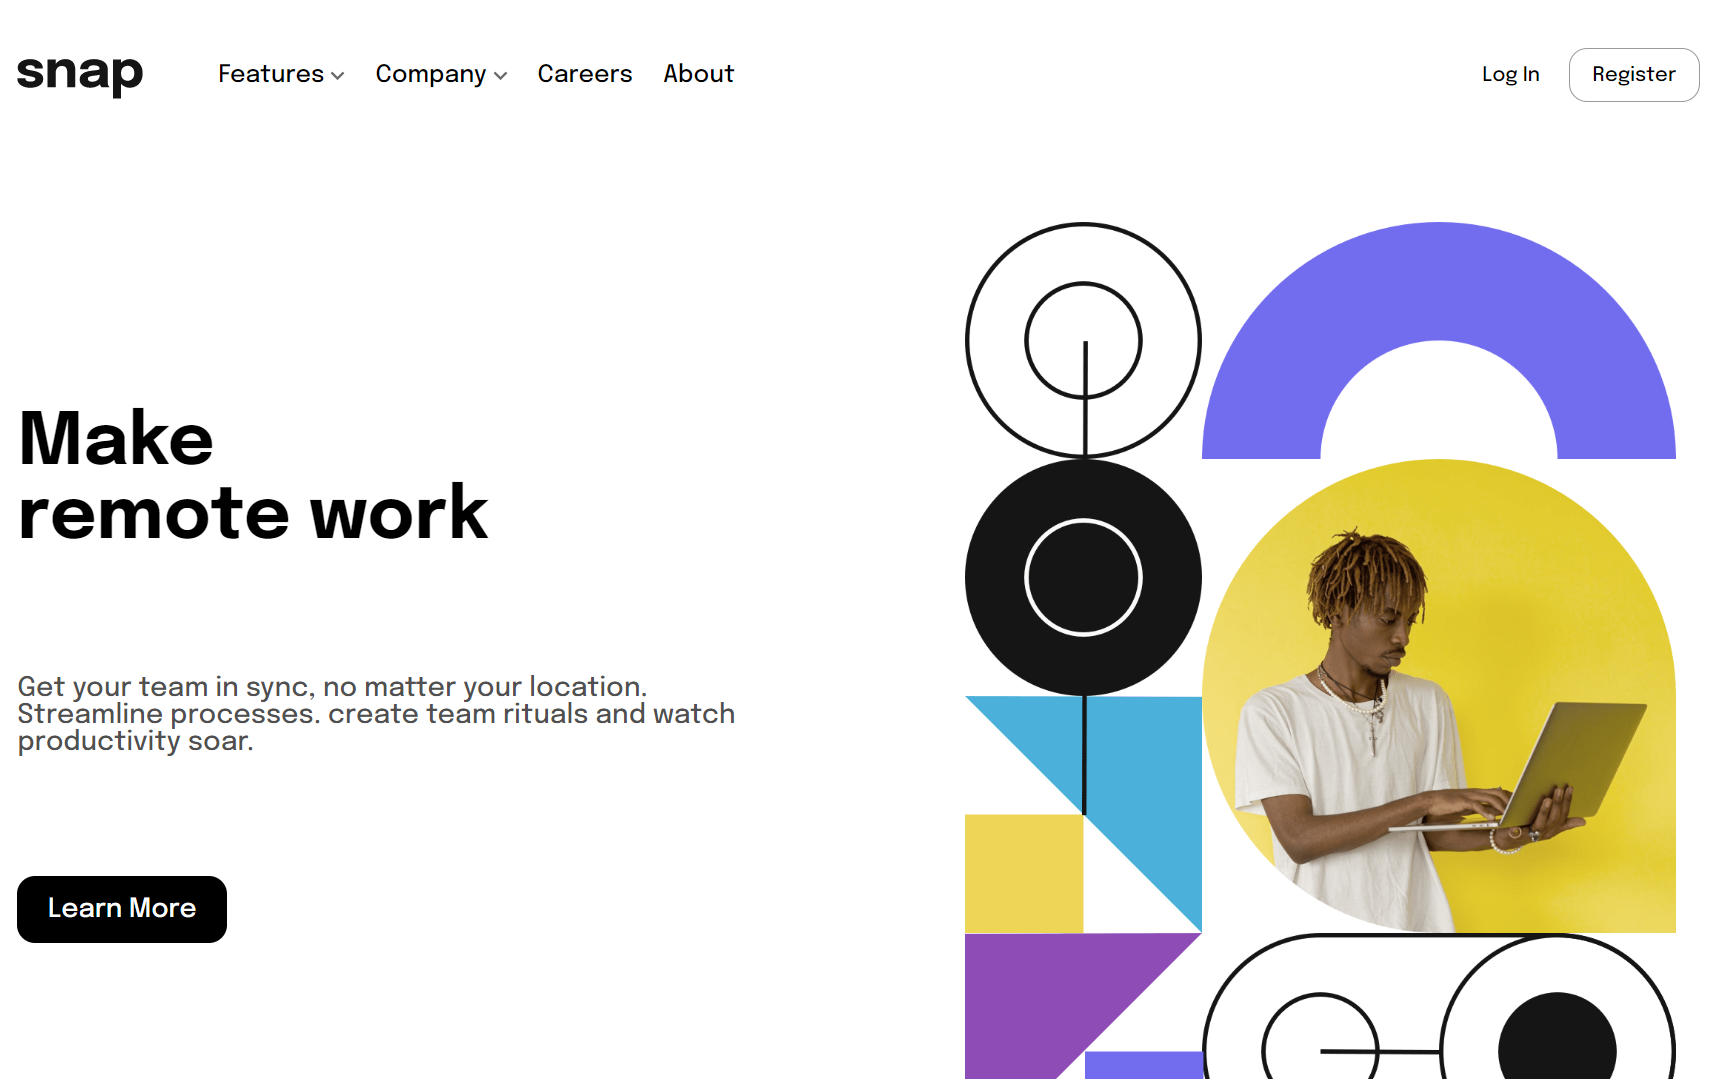 snap
Features
Company
Careers
About
Log In
Register
Make
remote work
Get your team in sync, no matter your location.
Streamline processes. create team rituals and watch
productivity soar.
Learn More